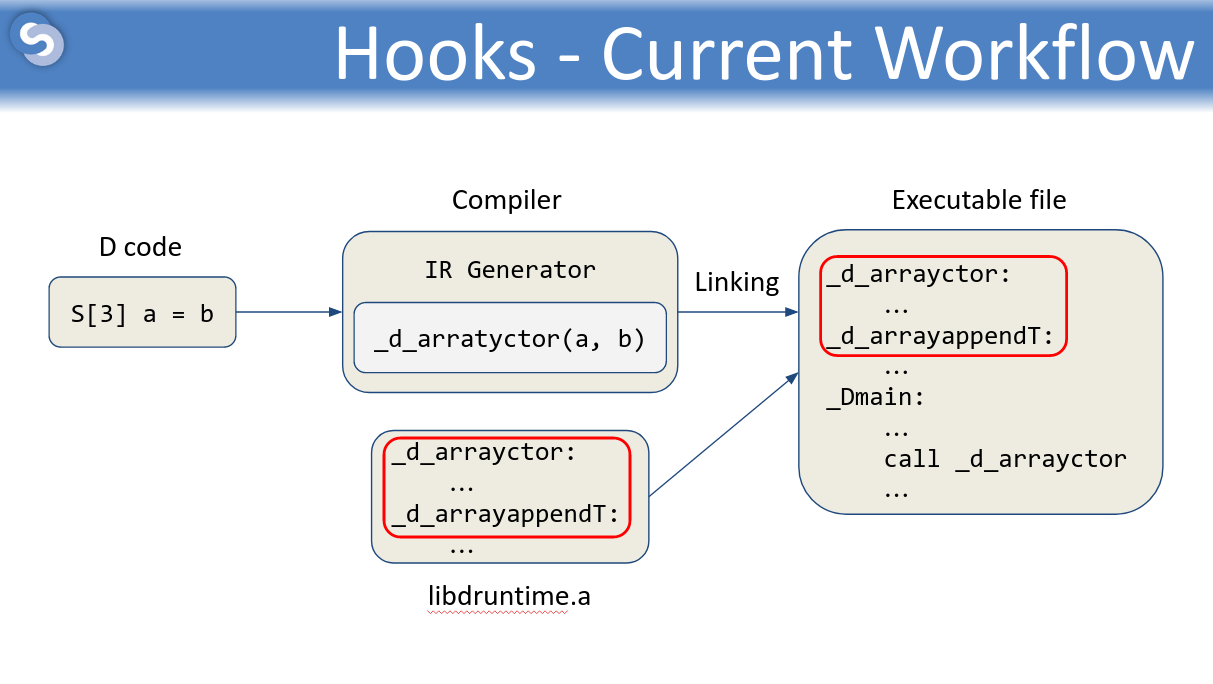 Hooks - Current Workflow
D code
S[3] a = b
Compiler
IR Generator
_d_arratyctor(a, b)
Linking
_d_arrayctor:
...
_d_arrayappendT:
...
libdruntime.a
Executable file
_d_arrayctor:
...
_d_arrayappendT:
...
_Dmain:
...
call _d_arrayctor
...